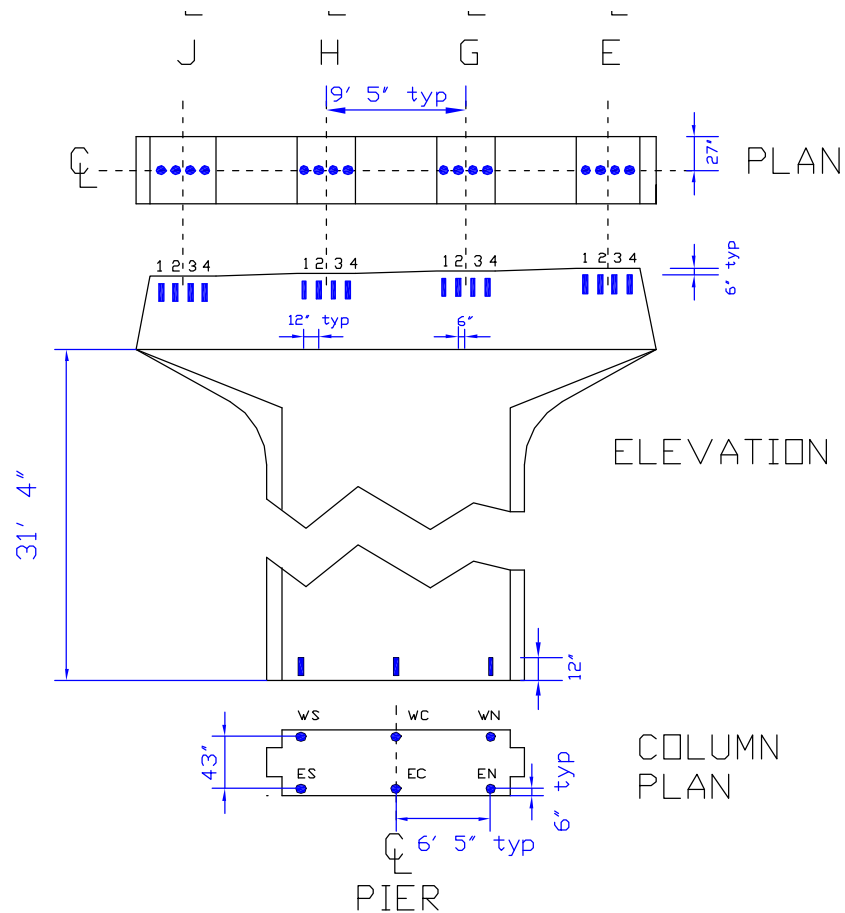 J H G E
9' 5" typ
C L PLAN
27"
1 2 3 4 1 2 3 4 1 2 3 4 1 2 3 4
6" typ
12" typ 6"
ELEVATION
31' 4"
12"
WS WC WN
43"
ES EC EN
COLUMN
PLAN
6" typ
6' 5" typ
C L
PIER